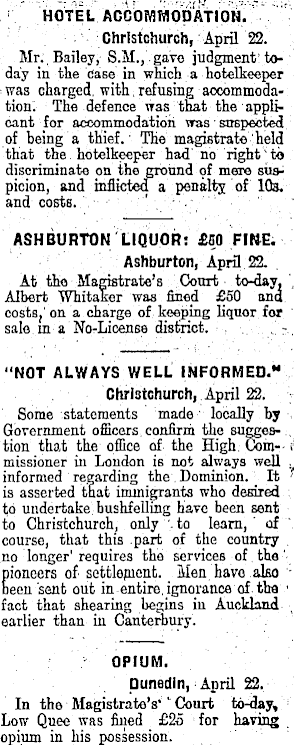 HOTEL ACCOMMODATION.
Christchurch, April 22.
Mr. Bailey, S.M., gave judgment to-
day in the case in which a hotelkeeper
was charged with refusing accommoda-
tion. The defence was that the appli-
cant for accommodation was suspected
of being a thief. The magistrate held
that the hotelkeeper had no right to
discriminate on the ground of mere sus-
picion, and inflicted a penalty of 10s.
and costs.
ASHBURTON LIQUOR: £50 FINE.
Ashburton, April 22.
At the Magistrate's Court to-day,
Albert Whitaker was fined £50 and
costs, on a charge of keeping liquor for
sale in a No-License district.
"NOT ALWAYS WELL INFORMED."
Christchurch, April 22.
Some statements made locally by
Government officers confirm the sugges-
tion that the office of the High Com-
missioner in London is not always well
informed regarding the Dominion. It
is asserted that immigrants who desired
to undertake bushfelling have been sent
to Christchurch, only to learn, of
course, that this part of the country
no longer requires the services of the
pioneers of settlement. Men have also
been sent out in entire ignorance of the
fact that shearing begins in Auckland
earlier than in Canterbury.
OPIUM.
Dunedin, April 22.
In the Magistrate's Court to-day,
Low Quee was fined £25 for having
opium in his possession.